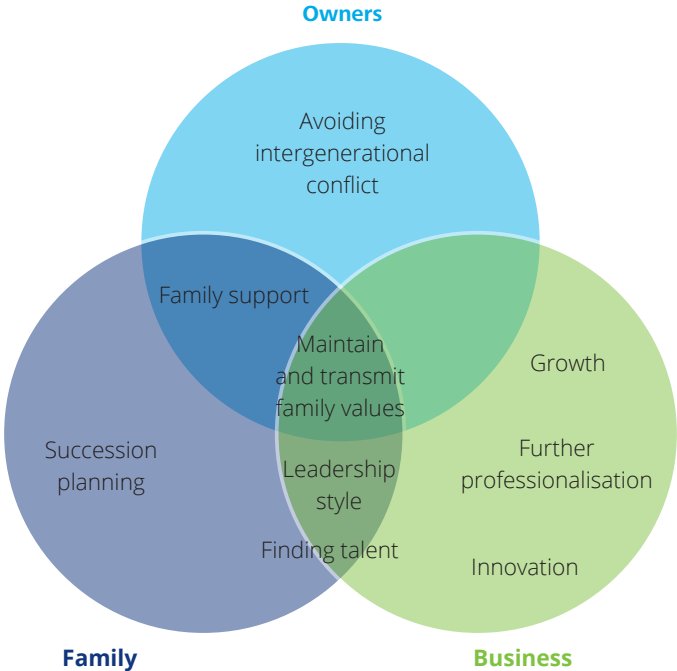 Owners
Avoiding
intergenerational
conflict
Family support
Maintain
and transmit
family values
Growth
Succession
planning
Leadership
style
Further
professionalisation
Finding talent
Innovation
Family
Business